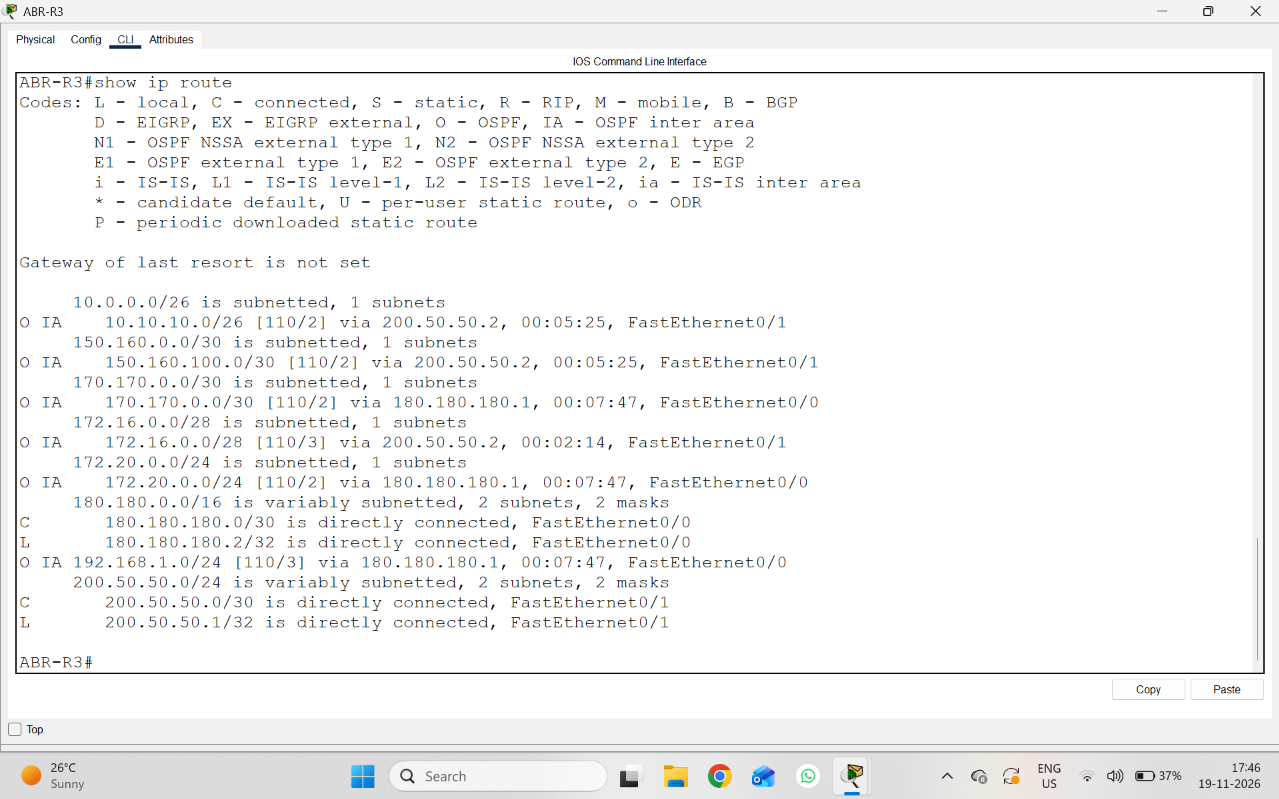 ABR-R3
Physical Config CLI Attributes
IOS Command Line Interface
ABR-R3#show ip route
Codes: L - local, C - connected, S - static, R - RIP, M - mobile, B - BGP
D - EIGRP, EX - EIGRP external, O - OSPF, IA - OSPF inter area
N1 - OSPF NSSA external type 1, N2 - OSPF NSSA external type 2
E1 - OSPF external type 1, E2 - OSPF external type 2, E - EGP
i - IS-IS, L1 - IS-IS level-1, L2 - IS-IS level-2, ia - IS-IS inter area
* - candidate default, U - per-user static route, o - ODR
P - periodic downloaded static route
Gateway of last resort is not set
10.0.0.0/26 is subnetted, 1 subnets
O IA 10.10.10.0/26 [110/2] via 200.50.50.2, 00:05:25, FastEthernet0/1
150.160.0.0/30 is subnetted, 1 subnets
O IA 150.160.100.0/30 [110/2] via 200.50.50.2, 00:05:25, FastEthernet0/1
170.170.0.0/30 is subnetted, 1 subnets
O IA 170.170.0.0/30 [110/2] via 180.180.180.1, 00:07:47, FastEthernet0/0
172.16.0.0/28 is subnetted, 1 subnets
O IA 172.16.0.0/28 [110/3] via 200.50.50.2, 00:02:14, FastEthernet0/1
172.20.0.0/24 is subnetted, 1 subnets
O IA 172.20.0.0/24 [110/2] via 180.180.180.1, 00:07:47, FastEthernet0/0
180.180.0.0/16 is variably subnetted, 2 subnets, 2 masks
C 180.180.180.0/30 is directly connected, FastEthernet0/0
L 180.180.180.2/32 is directly connected, FastEthernet0/0
O IA 192.168.1.0/24 [110/3] via 180.180.180.1, 00:07:47, FastEthernet0/0
200.50.50.0/24 is variably subnetted, 2 subnets, 2 masks
C 200.50.50.0/30 is directly connected, FastEthernet0/1
L 200.50.50.1/32 is directly connected, FastEthernet0/1
ABR-R3#
Copy Paste
Top
26°C
Sunny
Search
ENG
US
37%
17:46
19-11-2026